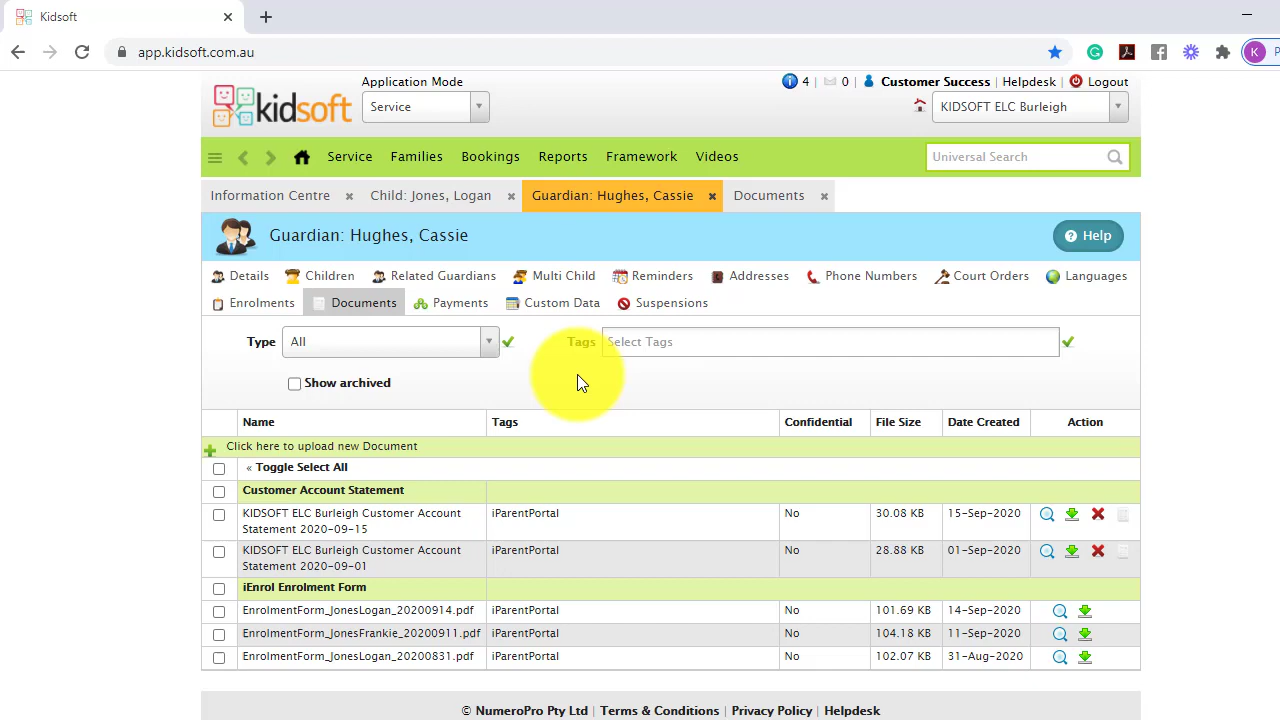 Kidsoft
app.kidsoft.com.au
K
P
kidsoft
Application Mode
Service
4 0 Customer Success | Helpdesk | Logout
KIDSOFT ELC Burleigh
Service Families Bookings Reports Framework Videos
Universal Search
Information Centre Child: Jones, Logan Guardian: Hughes, Cassie Documents
Guardian: Hughes, Cassie
Help
Details Children Related Guardians Multi Child Reminders Addresses Phone Numbers Court Orders Languages
Enrolments Documents Payments Custom Data Suspensions
Type All Tags Select Tags
Show archived
Name Tags Confidential File Size Date Created Action
Click here to upload new Document
« Toggle Select All
Customer Account Statement
KIDSOFT ELC Burleigh Customer Account iParentPortal No 30.08 KB 15-Sep-2020
Statement 2020-09-15
KIDSOFT ELC Burleigh Customer Account iParentPortal No 28.88 KB 01-Sep-2020
Statement 2020-09-01
iEnrol Enrolment Form
EnrolmentForm_JonesLogan_20200914.pdf iParentPortal No 101.69 KB 14-Sep-2020
EnrolmentForm_JonesFrankie_20200911.pdf iParentPortal No 104.18 KB 11-Sep-2020
EnrolmentForm_JonesLogan_20200831.pdf iParentPortal No 102.07 KB 31-Aug-2020
© NumeroPro Pty Ltd | Terms & Conditions | Privacy Policy | Helpdesk